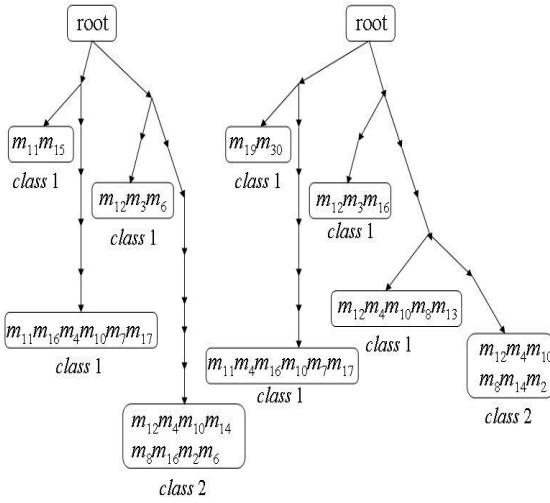 root
m₁₁m₁₅
class 1
m₁₂m₃m₆
class 1
m₁₁m₁₆m₄m₁₀m₇m₁₇
class 1
m₁₂m₄m₁₀m₁₄
m₈m₁₆m₂m₆
class 2
root
m₁₉m₃₀
class 1
m₁₂m₃m₁₆
class 1
m₁₂m₄m₁₀m₈m₁₃
class 1
m₁₁m₄m₁₆m₁₀m₇m₁₇
class 1
m₁₂m₄m₁₀
m₈m₁₄m₂
class 2